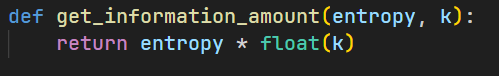 def get_information_amount(entropy, k):
    return entropy * float(k)